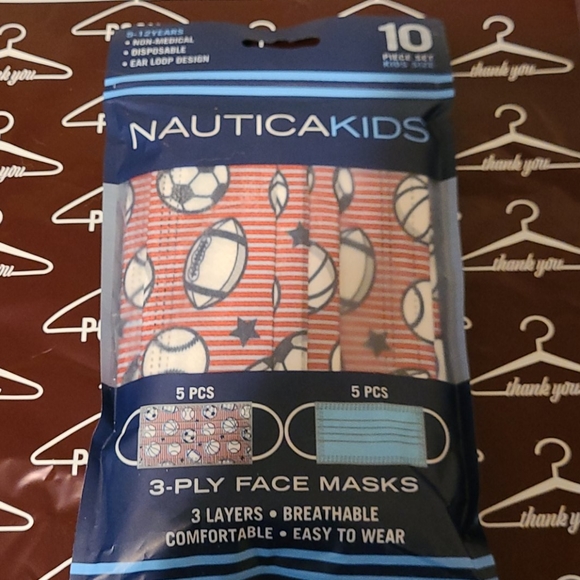 5-12 YEARS
• NON-MEDICAL
• DISPOSABLE
• EAR LOOP DESIGN
10
PIECE SET
KIDS SIZE
NAUTICAKIDS
5 PCS
5 PCS
3-PLY FACE MASKS
3 LAYERS • BREATHABLE
COMFORTABLE • EASY TO WEAR
thank you
thank you
thank you
thank you
thank you